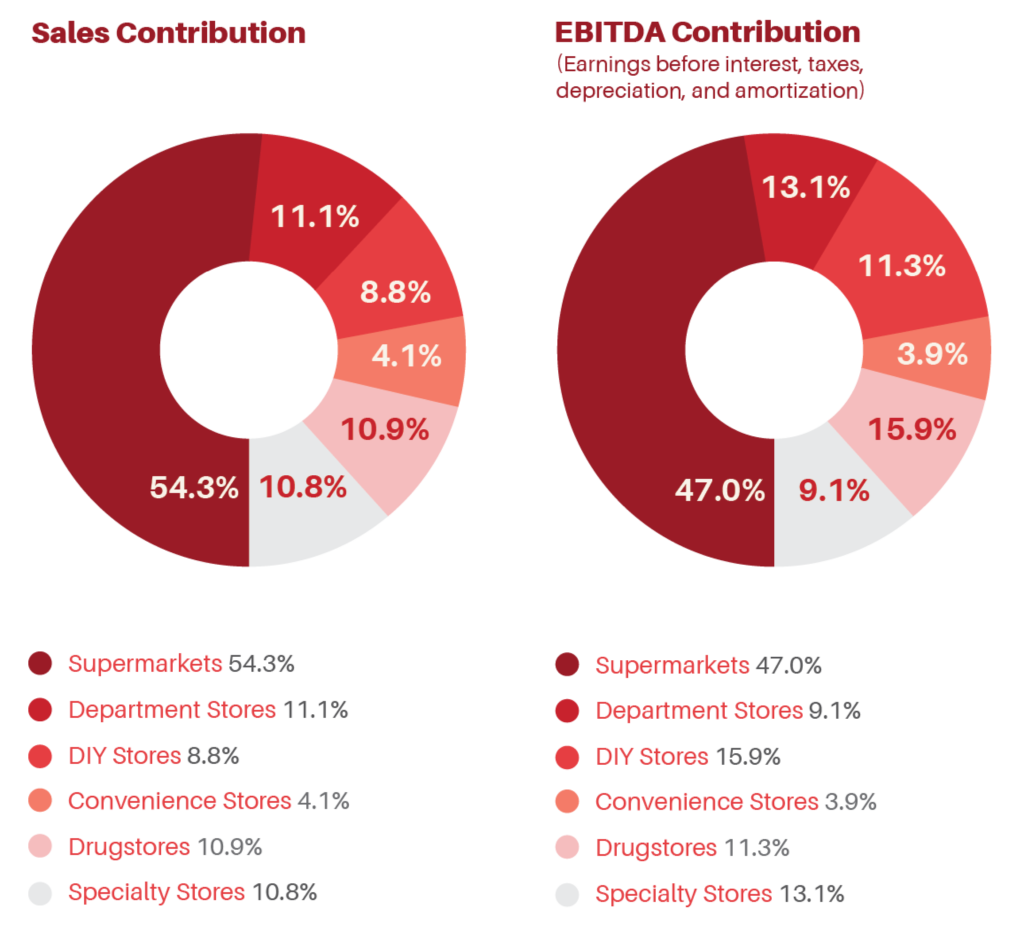 Sales Contribution
54.3%
11.1%
8.8%
4.1%
10.9%
10.8%
Supermarkets 54.3%
Department Stores 11.1%
DIY Stores 8.8%
Convenience Stores 4.1%
Drugstores 10.9%
Specialty Stores 10.8%
EBITDA Contribution
(Earnings before interest, taxes,
depreciation, and amortization)
47.0%
13.1%
11.3%
3.9%
15.9%
9.1%
Supermarkets 47.0%
Department Stores 9.1%
DIY Stores 15.9%
Convenience Stores 3.9%
Drugstores 11.3%
Specialty Stores 13.1%